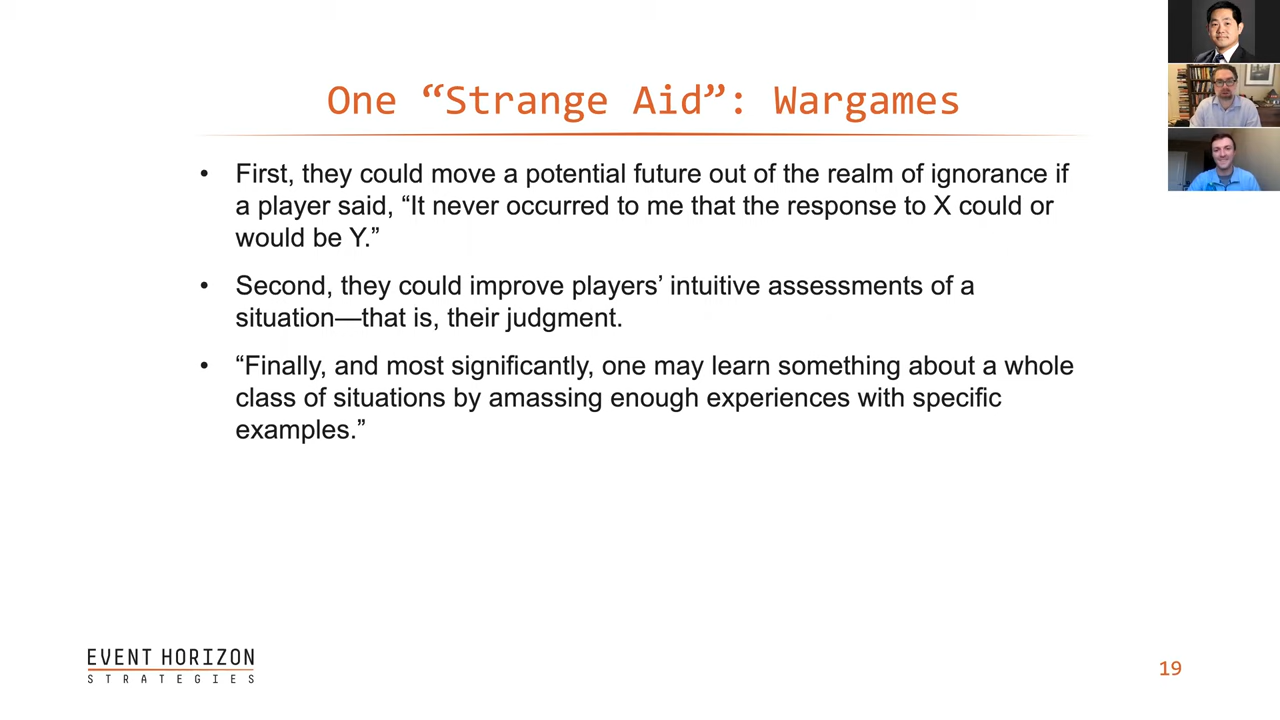 One “Strange Aid”: Wargames
• First, they could move a potential future out of the realm of ignorance if
a player said, “It never occurred to me that the response to X could or
would be Y.”
• Second, they could improve players’ intuitive assessments of a
situation—that is, their judgment.
• “Finally, and most significantly, one may learn something about a whole
class of situations by amassing enough experiences with specific
examples.”
EVENT HORIZON
STRATEGIES
19